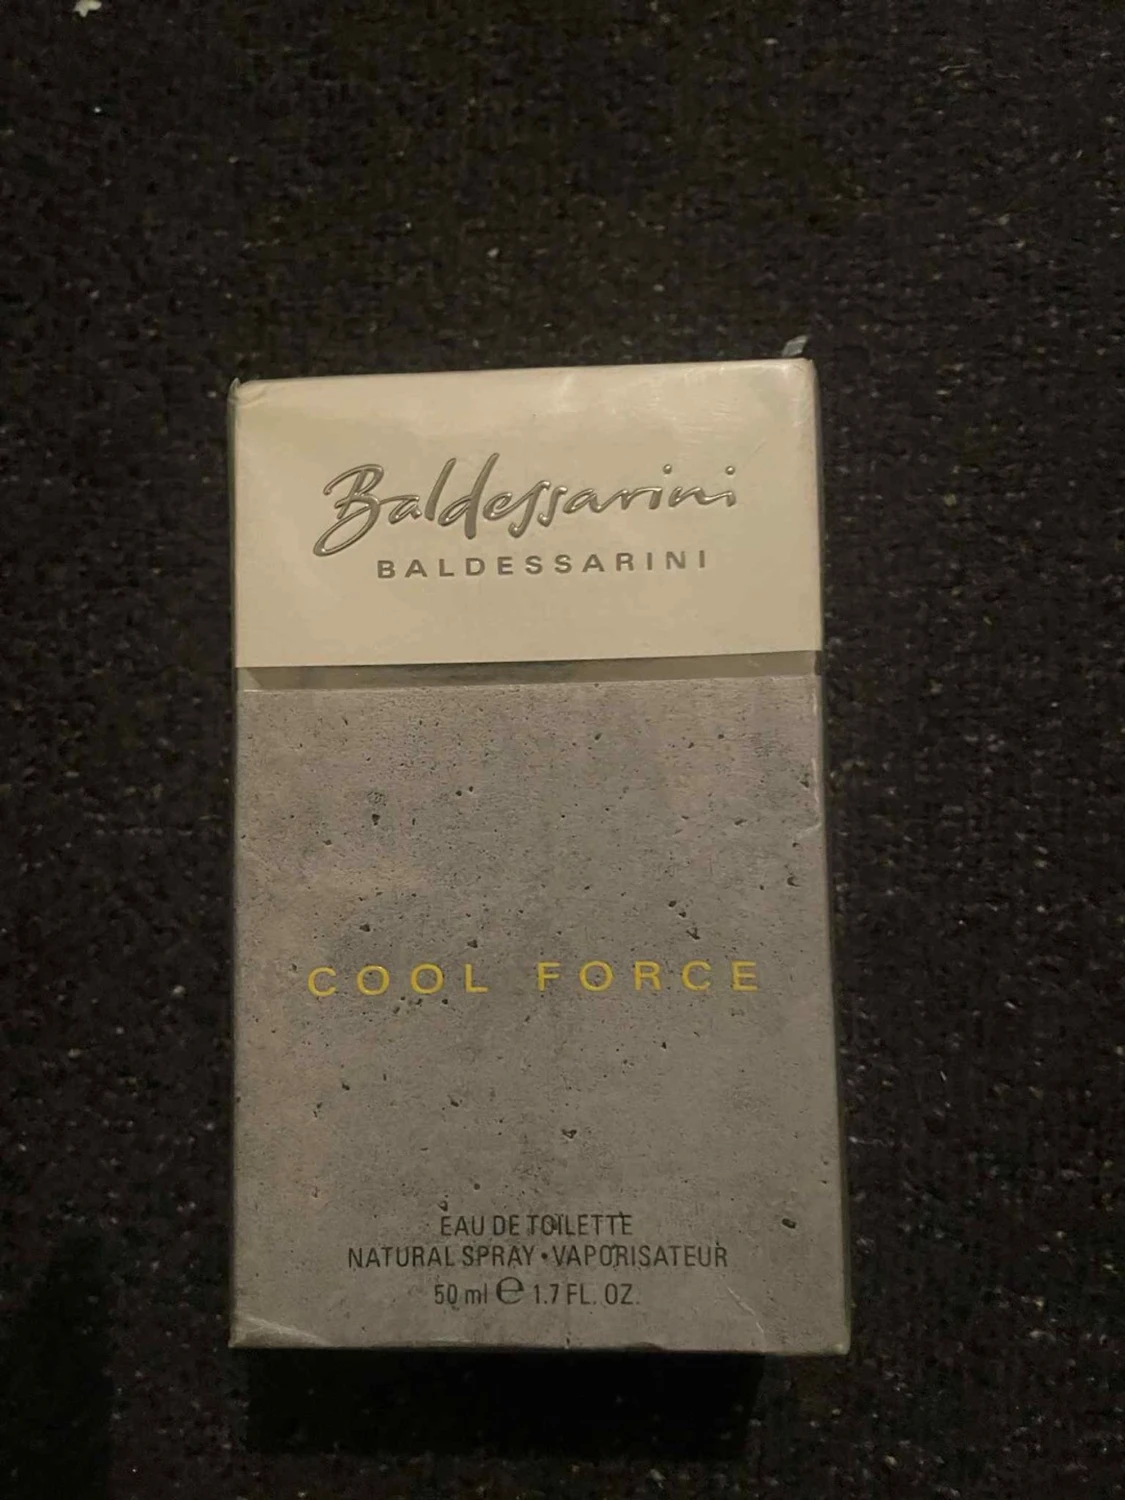 Baldessarini
BALDESSARINI
COOL FORCE
EAU DE TOILETTE
NATURAL SPRAY • VAPORISATEUR
50 ml ℮ 1.7 FL. OZ.